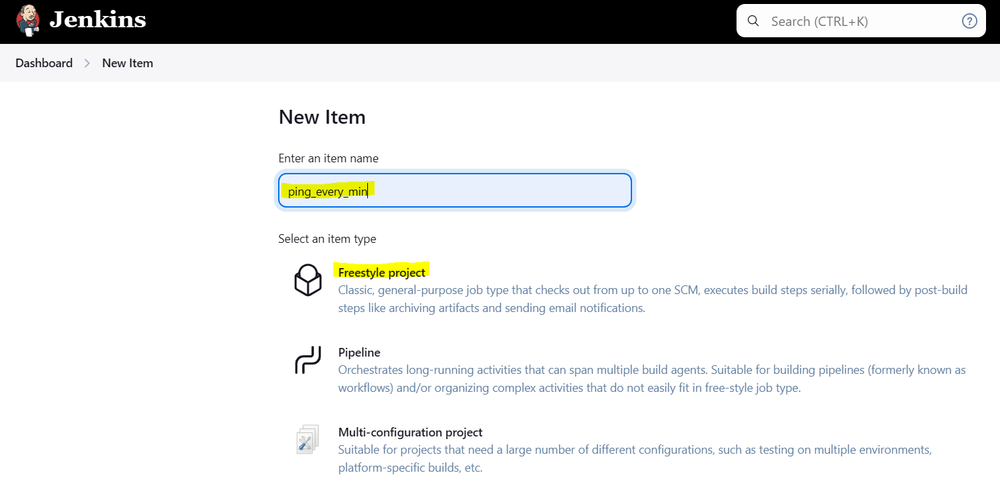 Jenkins
Search (CTRL+K)
?
Dashboard > New Item
New Item
Enter an item name
ping_every_min
Select an item type
Freestyle project
Classic, general-purpose job type that checks out from up to one SCM, executes build steps serially, followed by post-build
steps like archiving artifacts and sending email notifications.
Pipeline
Orchestrates long-running activities that can span multiple build agents. Suitable for building pipelines (formerly known as
workflows) and/or organizing complex activities that do not easily fit in free-style job type.
Multi-configuration project
Suitable for projects that need a large number of different configurations, such as testing on multiple environments,
platform-specific builds, etc.